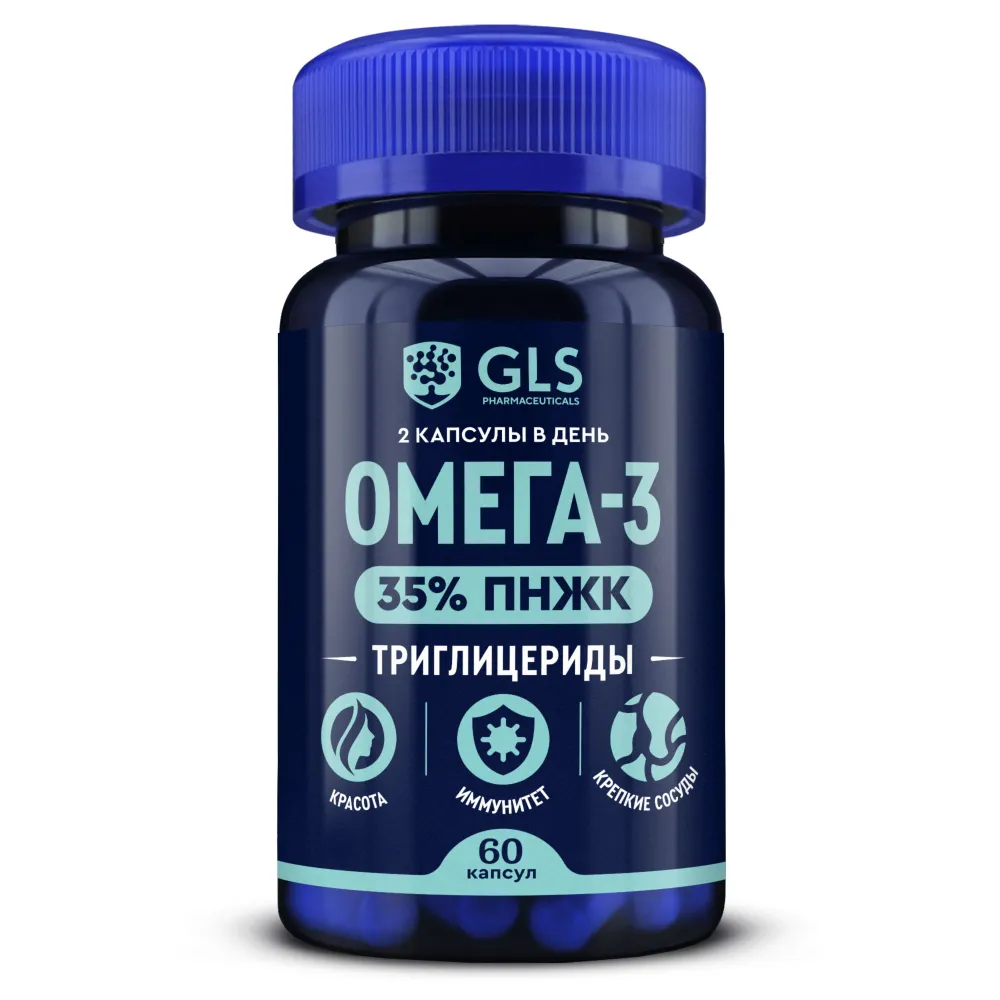 GLS
PHARMACEUTICALS
2 КАПСУЛЫ В ДЕНЬ
ОМЕГА-3
35% ПНЖК
ТРИГЛИЦЕРИДЫ
КРАСОТА
ИММУНИТЕТ
КРЕПКИЕ СОСУДЫ
60
капсул